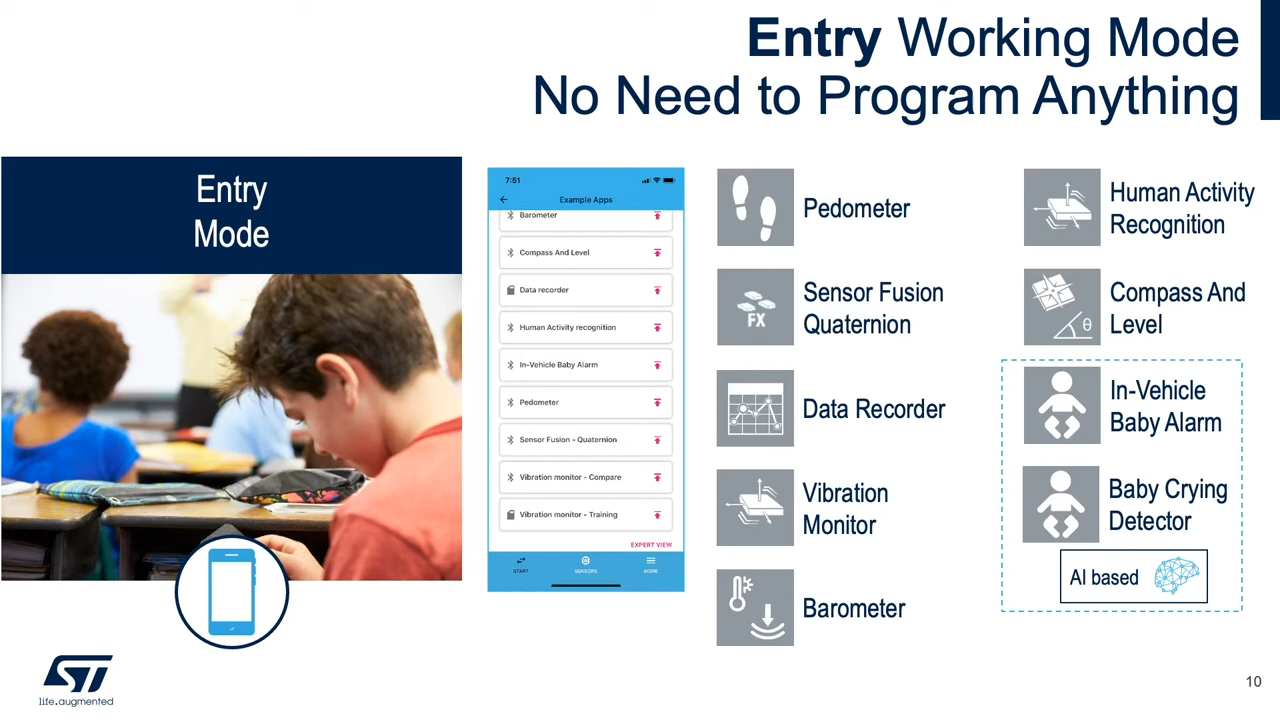 Entry Working Mode
No Need to Program Anything
Entry
Mode
7:51
Example Apps
Barometer
Compass And Level
Data recorder
Human Activity recognition
In-Vehicle Baby Alarm
Pedometer
Sensor Fusion - Quaternion
Vibration monitor - Compare
Vibration monitor - Training
EXPERT VIEW
START
SENSORS
MORE
Pedometer
Sensor Fusion
Quaternion
FX
Data Recorder
Vibration
Monitor
Barometer
Human Activity
Recognition
Compass And
Level
θ
In-Vehicle
Baby Alarm
Baby Crying
Detector
AI based
ST
life.augmented
10